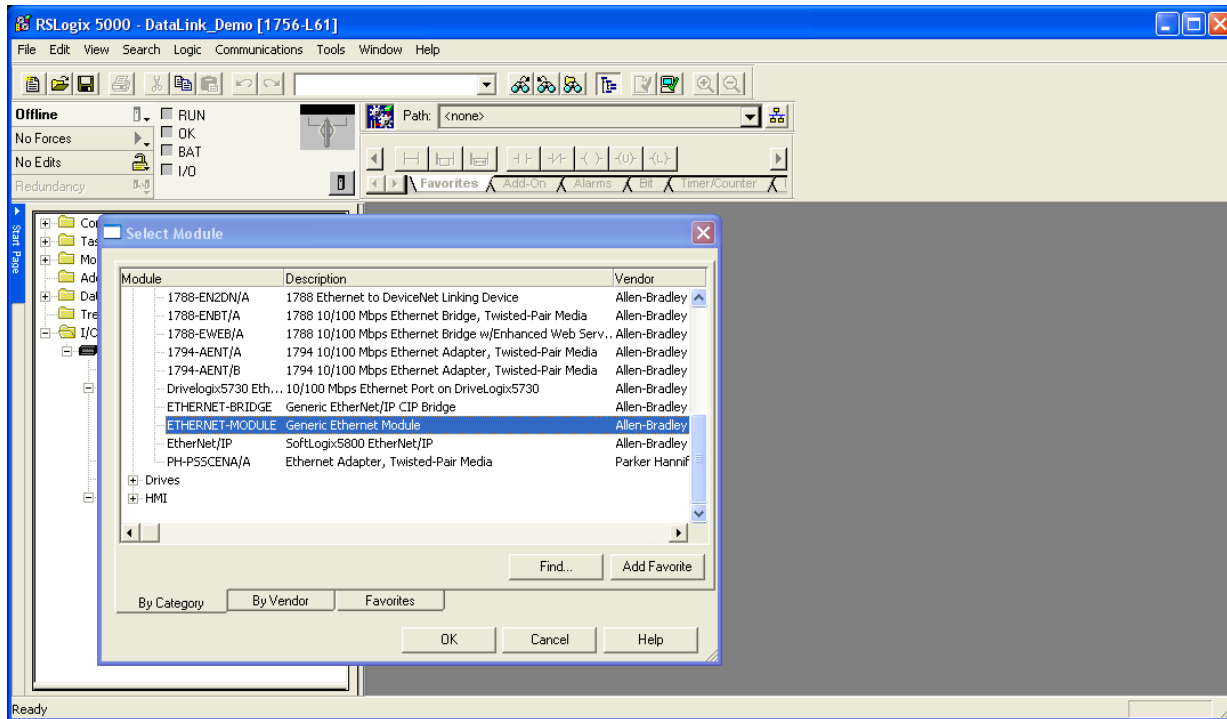 RSLogix 5000 - DataLink_Demo [1756-L61]
File Edit View Search Logic Communications Tools Window Help
Offline RUN Path: <none>
No Forces OK
No Edits BAT
Redundancy I/O
Favorites Add-On Alarms Bit Timer/Counter
Start Page
Select Module
Module Description Vendor
1788-EN2DN/A 1788 Ethernet to DeviceNet Linking Device Allen-Bradley
1788-ENBT/A 1788 10/100 Mbps Ethernet Bridge, Twisted-Pair Media Allen-Bradley
1788-EWEB/A 1788 10/100 Mbps Ethernet Bridge w/Enhanced Web Serv... Allen-Bradley
1794-AENT/A 1794 10/100 Mbps Ethernet Adapter, Twisted-Pair Media Allen-Bradley
1794-AENT/B 1794 10/100 Mbps Ethernet Adapter, Twisted-Pair Media Allen-Bradley
Drivelogix5730 Eth... 10/100 Mbps Ethernet Port on DriveLogix5730 Allen-Bradley
ETHERNET-BRIDGE Generic EtherNet/IP CIP Bridge Allen-Bradley
ETHERNET-MODULE Generic Ethernet Module Allen-Bradley
EtherNet/IP SoftLogix5800 EtherNet/IP Allen-Bradley
PH-PSSCENA/A Ethernet Adapter, Twisted-Pair Media Parker Hannif
Drives
HMI
Find... Add Favorite
By Category By Vendor Favorites
OK Cancel Help
Ready